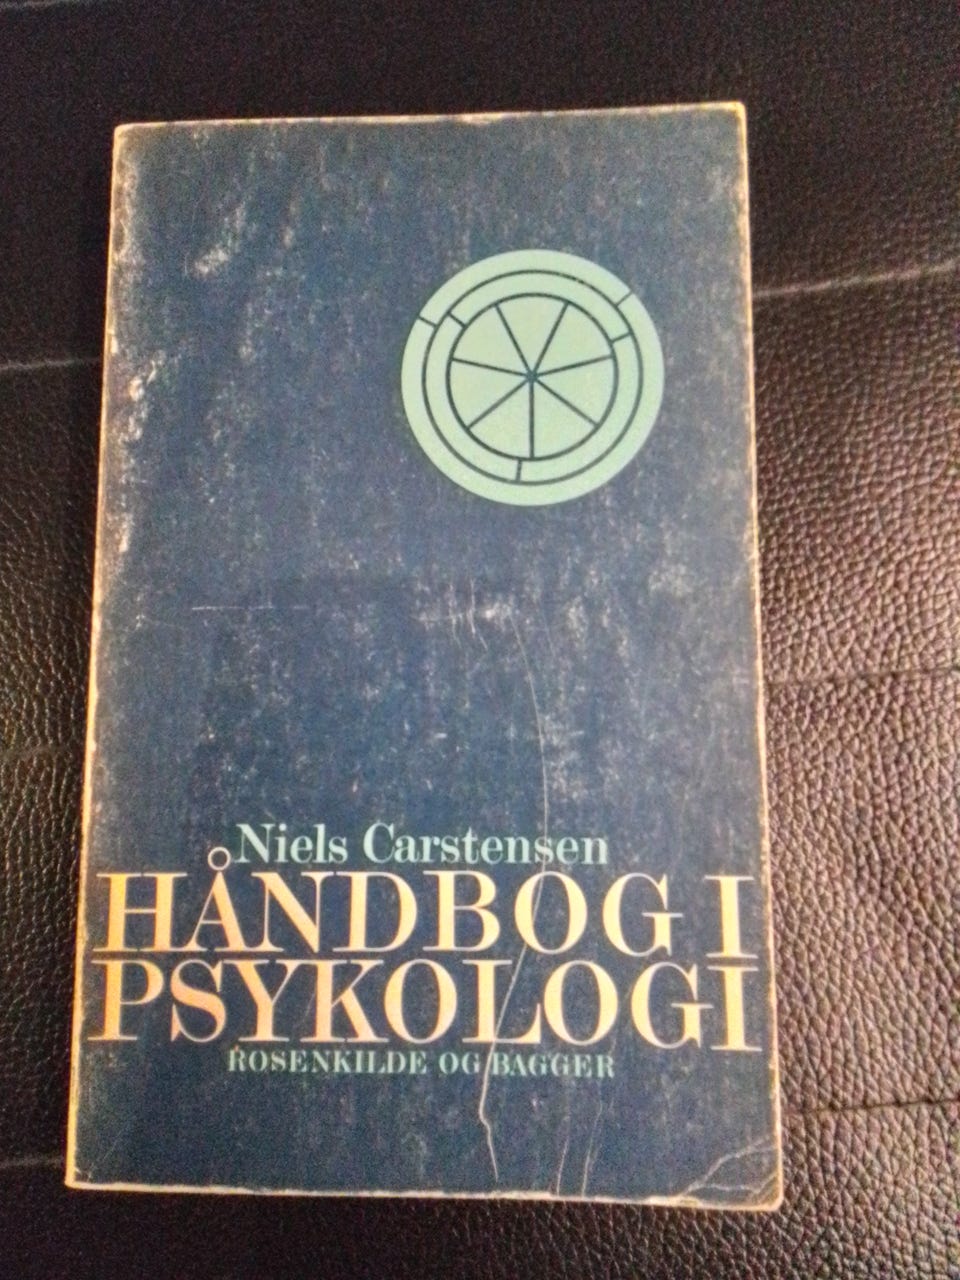 Niels Carstensen
HÅNDBOG I
PSYKOLOGI
ROSENKILDE OG BAGGER